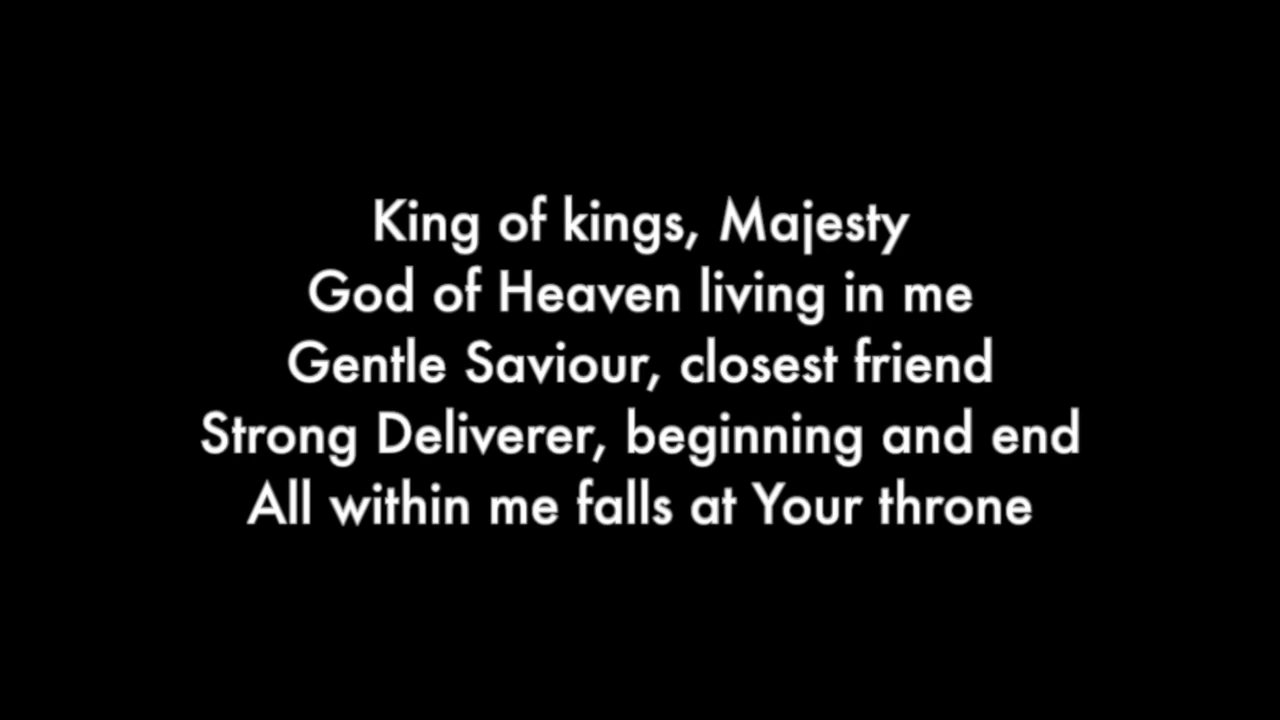 King of kings, Majesty
God of Heaven living in me
Gentle Saviour, closest friend
Strong Deliverer, beginning and end
All within me falls at Your throne